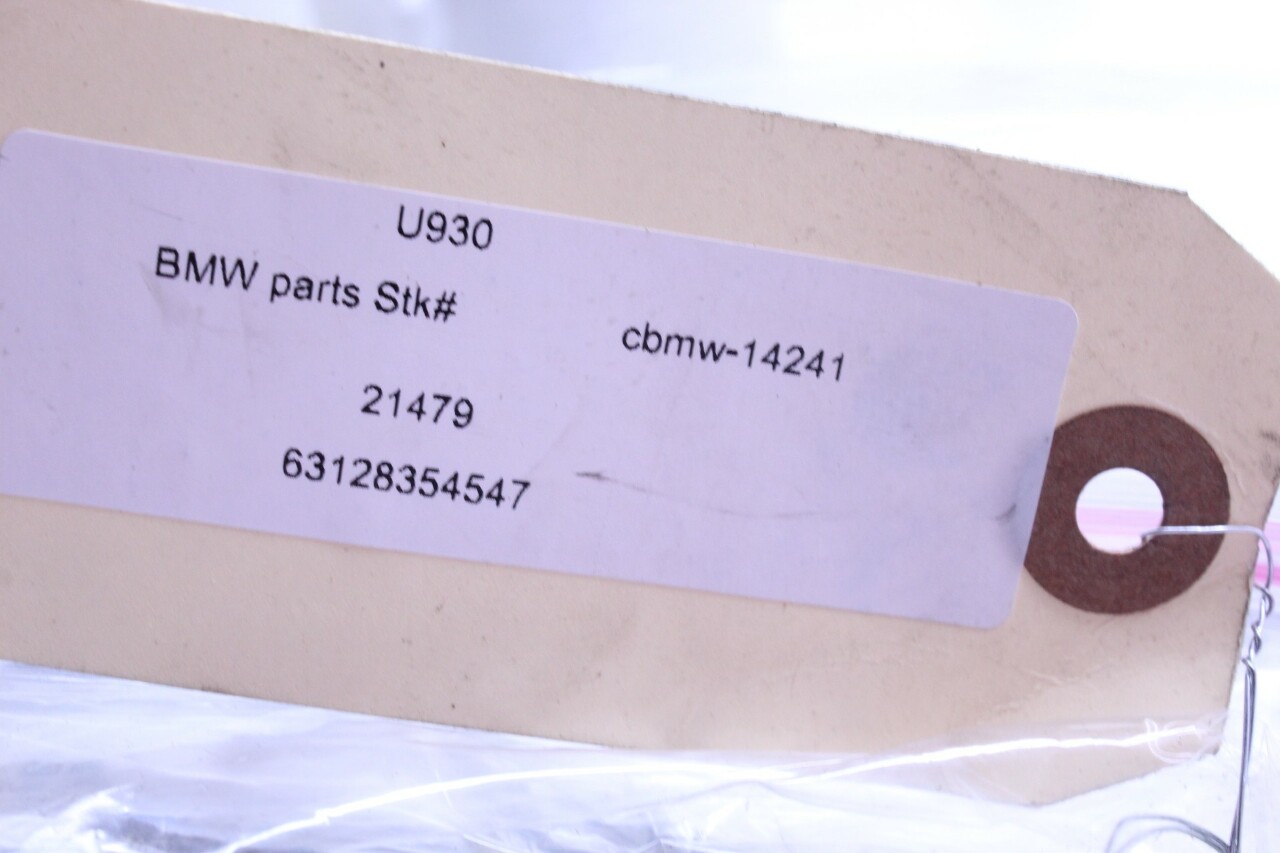 U930
BMW parts Stk#
cbmw-14241
21479
63128354547